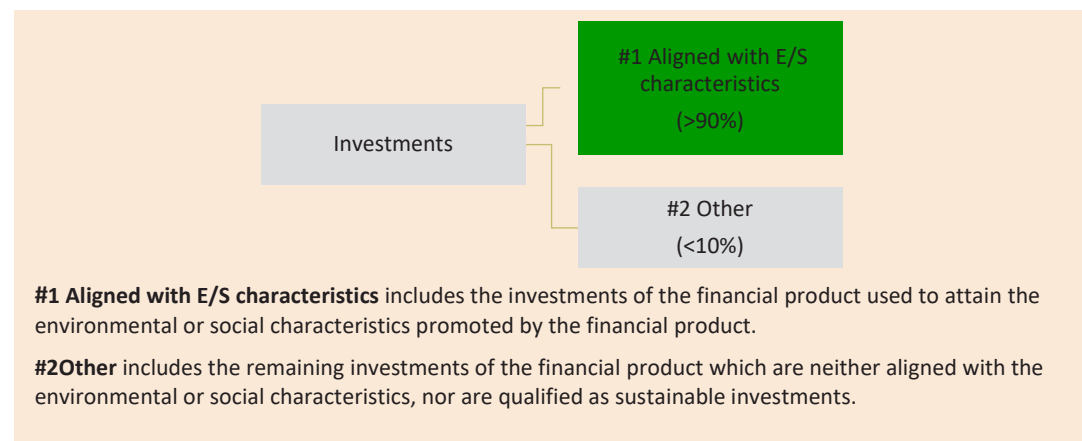 #1 Aligned with E/S
characteristics
(>90%)
Investments
#2 Other
(<10%)
#1 Aligned with E/S characteristics includes the investments of the financial product used to attain the
environmental or social characteristics promoted by the financial product.
#2Other includes the remaining investments of the financial product which are neither aligned with the
environmental or social characteristics, nor are qualified as sustainable investments.